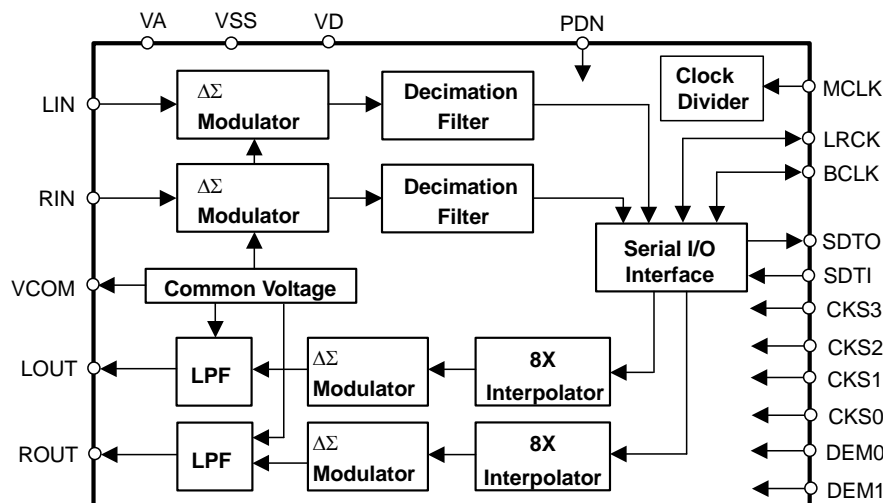 VA VSS VD PDN
LIN
ΔΣ
Modulator
Decimation
Filter
Clock
Divider
MCLK
LRCK
RIN
ΔΣ
Modulator
Decimation
Filter
BCLK
Serial I/O
Interface
SDTO
SDTI
VCOM
Common Voltage
CKS3
LOUT
LPF
ΔΣ
Modulator
8X
Interpolator
CKS2
CKS1
CKS0
ROUT
LPF
ΔΣ
Modulator
8X
Interpolator
DEM0
DEM1